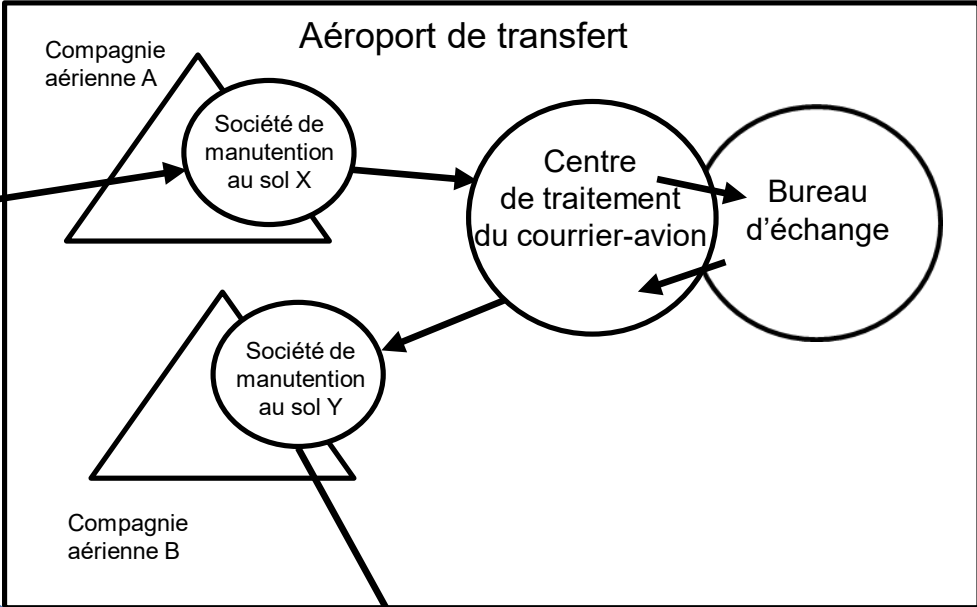 Aéroport de transfert
Compagnie
aérienne A
Société de
manutention
au sol X
Centre
de traitement
du courrier-avion
Bureau
d’échange
Société de
manutention
au sol Y
Compagnie
aérienne B